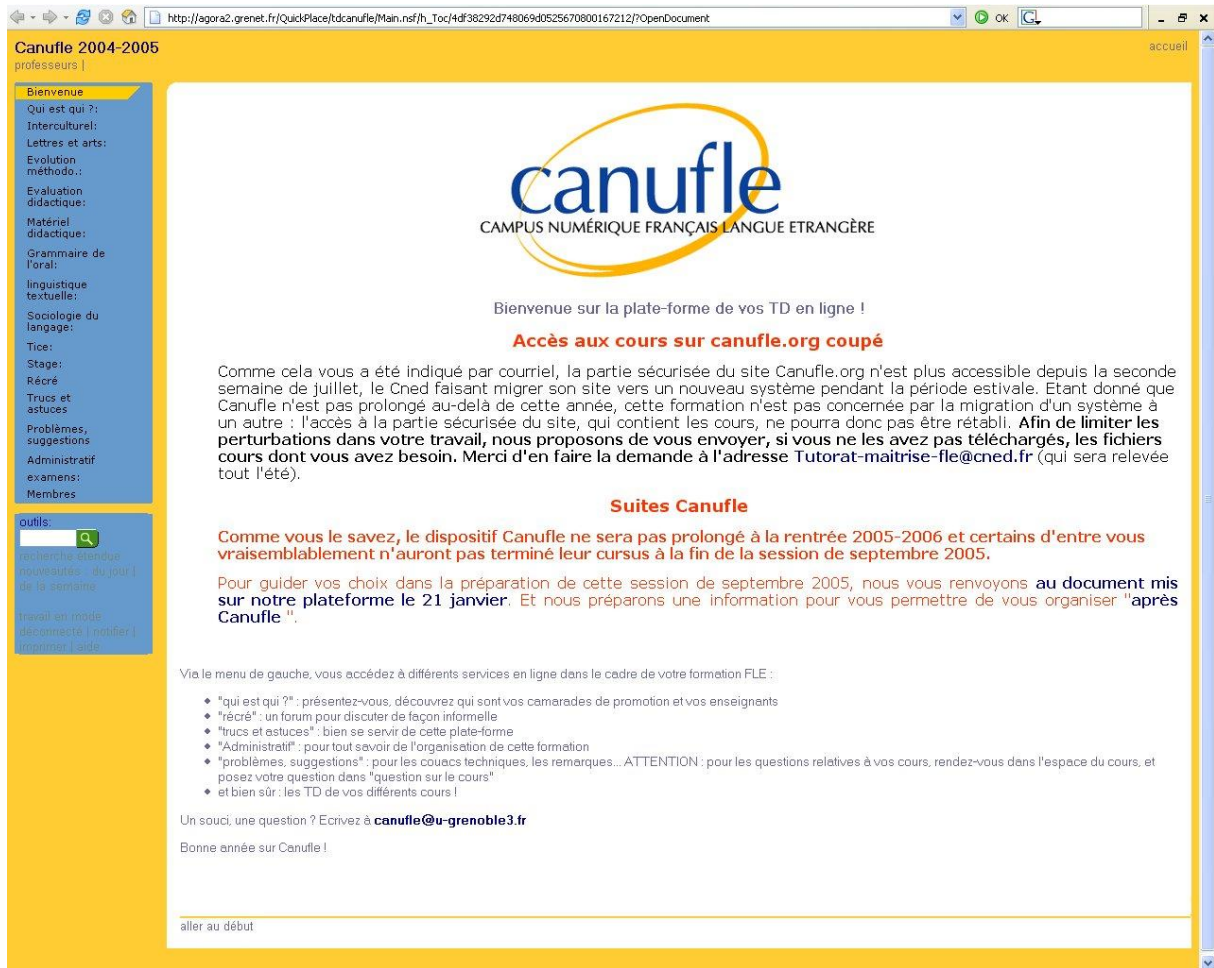 http://agora2.grenet.fr/QuickPlace/tdcanufle/Main.nsf/h_Toc/4df38292d748069d0525670800167212/?OpenDocument
OK
Canufle 2004-2005
accueil
professeurs |
Bienvenue
Qui est qui ?:
Interculturel:
Lettres et arts:
Evolution
méthodo.:
Evaluation
didactique:
Matériel
didactique:
Grammaire de
l'oral:
linguistique
textuelle:
Sociologie du
langage:
Tice:
Stage:
Récré
Trucs et
astuces
Problèmes,
suggestions
Administratif
examens:
Membres
outils:
recherche étendue
nouveautés : du jour |
de la semaine
travail en mode
déconnecté | notifier |
imprimer | aide
canufle
CAMPUS NUMÉRIQUE FRANÇAIS LANGUE ETRANGÈRE
Bienvenue sur la plate-forme de vos TD en ligne !
Accès aux cours sur canufle.org coupé
Comme cela vous a été indiqué par courriel, la partie sécurisée du site Canufle.org n'est plus accessible depuis la seconde
semaine de juillet, le Cned faisant migrer son site vers un nouveau système pendant la période estivale. Etant donné que
Canufle n'est pas prolongé au-delà de cette année, cette formation n'est pas concernée par la migration d'un système à
un autre : l'accès à la partie sécurisée du site, qui contient les cours, ne pourra donc pas être rétabli. Afin de limiter les
perturbations dans votre travail, nous proposons de vous envoyer, si vous ne les avez pas téléchargés, les fichiers
cours dont vous avez besoin. Merci d'en faire la demande à l'adresse Tutorat-maitrise-fle@cned.fr (qui sera relevée
tout l'été).
Suites Canufle
Comme vous le savez, le dispositif Canufle ne sera pas prolongé à la rentrée 2005-2006 et certains d'entre vous
vraisemblablement n'auront pas terminé leur cursus à la fin de la session de septembre 2005.
Pour guider vos choix dans la préparation de cette session de septembre 2005, nous vous renvoyons au document mis
sur notre plateforme le 21 janvier. Et nous préparons une information pour vous permettre de vous organiser "après
Canufle ".
Via le menu de gauche, vous accédez à différents services en ligne dans le cadre de votre formation FLE :
"qui est qui ?" : présentez-vous, découvrez qui sont vos camarades de promotion et vos enseignants
"récré" : un forum pour discuter de façon informelle
"trucs et astuces" : bien se servir de cette plate-forme
"Administratif" : pour tout savoir de l'organisation de cette formation
"problèmes, suggestions" : pour les couacs techniques, les remarques... ATTENTION : pour les questions relatives à vos cours, rendez-vous dans l'espace du cours, et
posez votre question dans "question sur le cours"
et bien sûr : les TD de vos différents cours !
Un souci, une question ? Ecrivez à canufle@u-grenoble3.fr
Bonne année sur Canufle !
aller au début